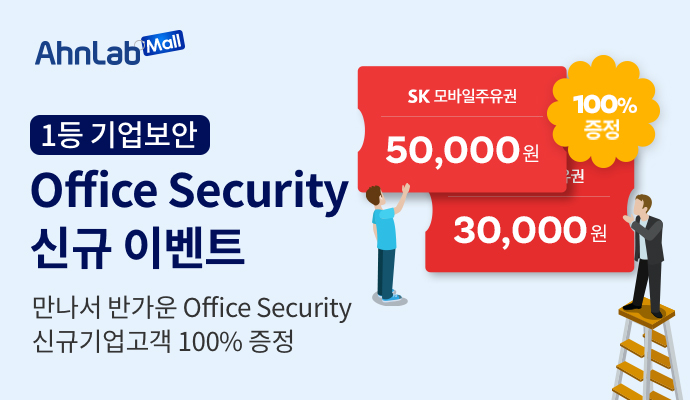 AhnLab Mall
1등 기업보안
Office Security
신규 이벤트
만나서 반가운 Office Security
신규기업고객 100% 증정
SK 모바일주유권
50,000원
100%
증정
유권
30,000원